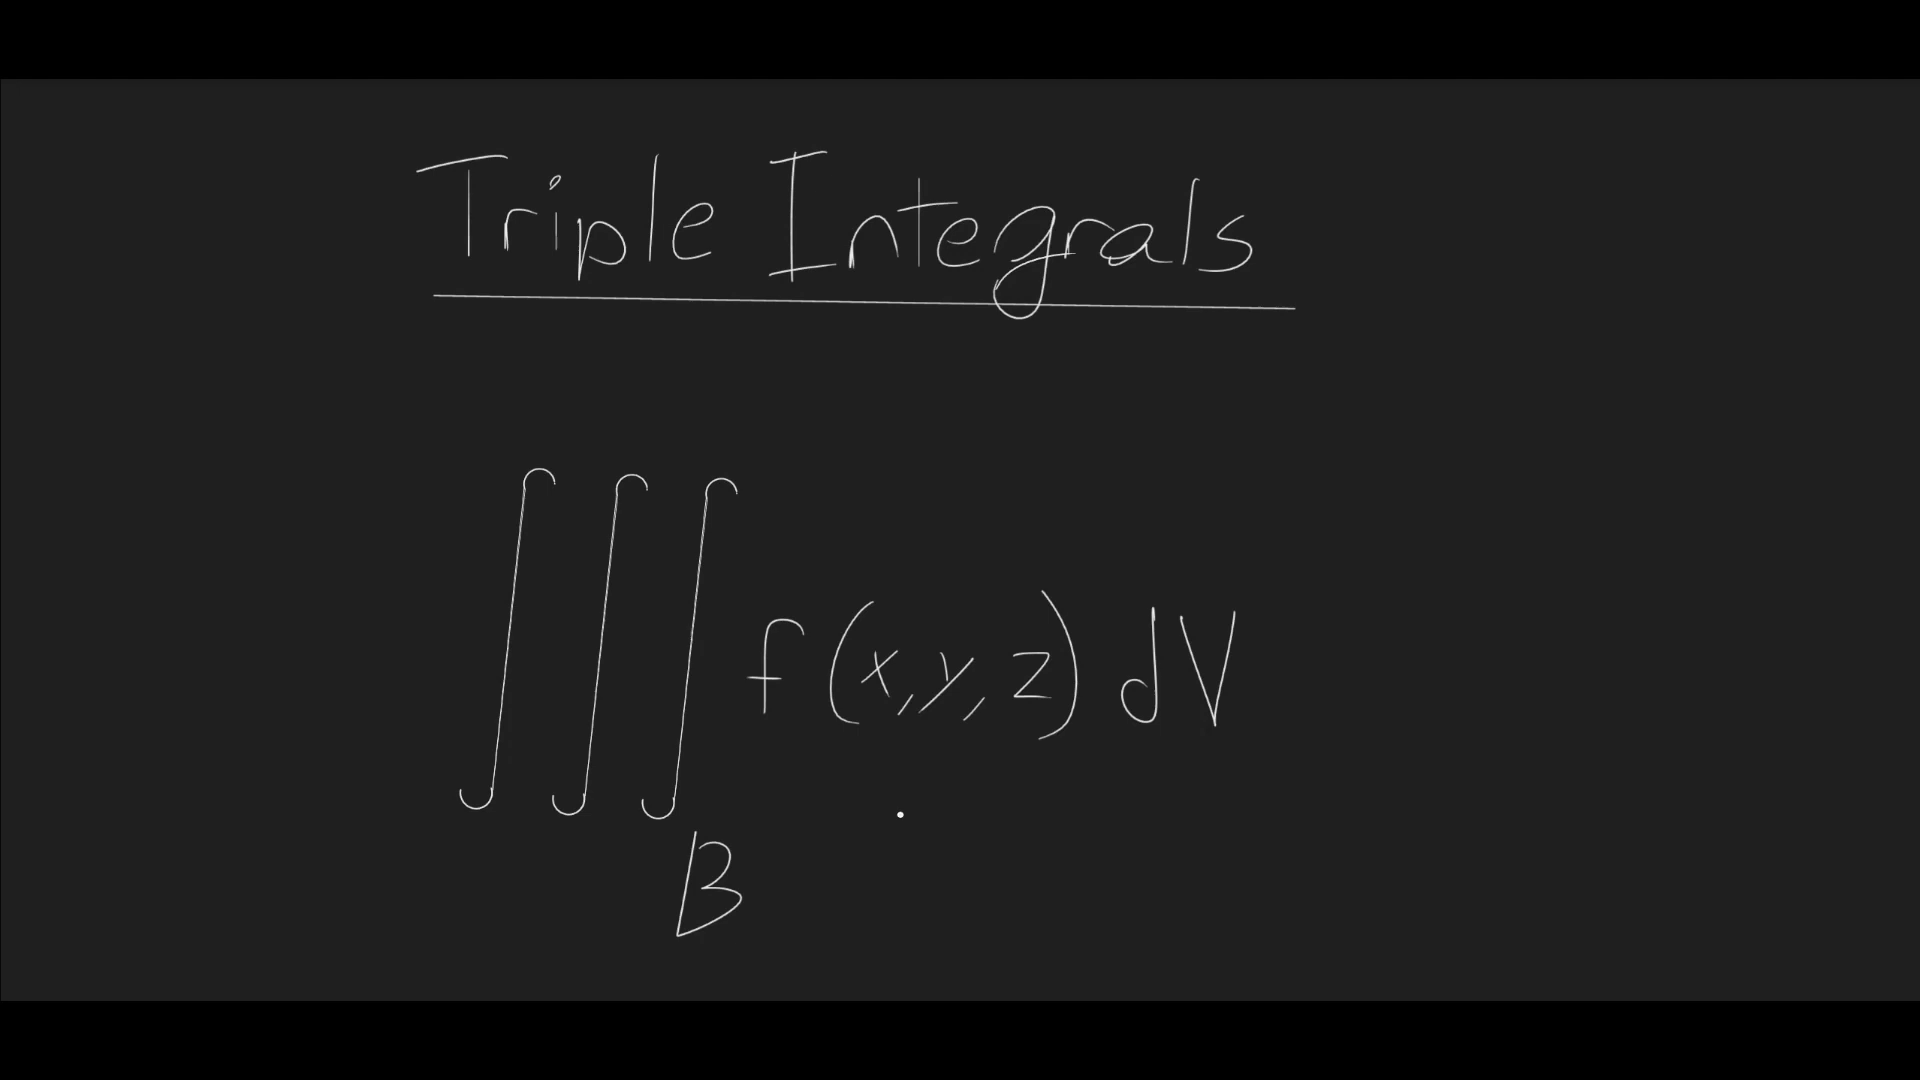 Triple Integrals
∭ f(x,y,z) dV
B